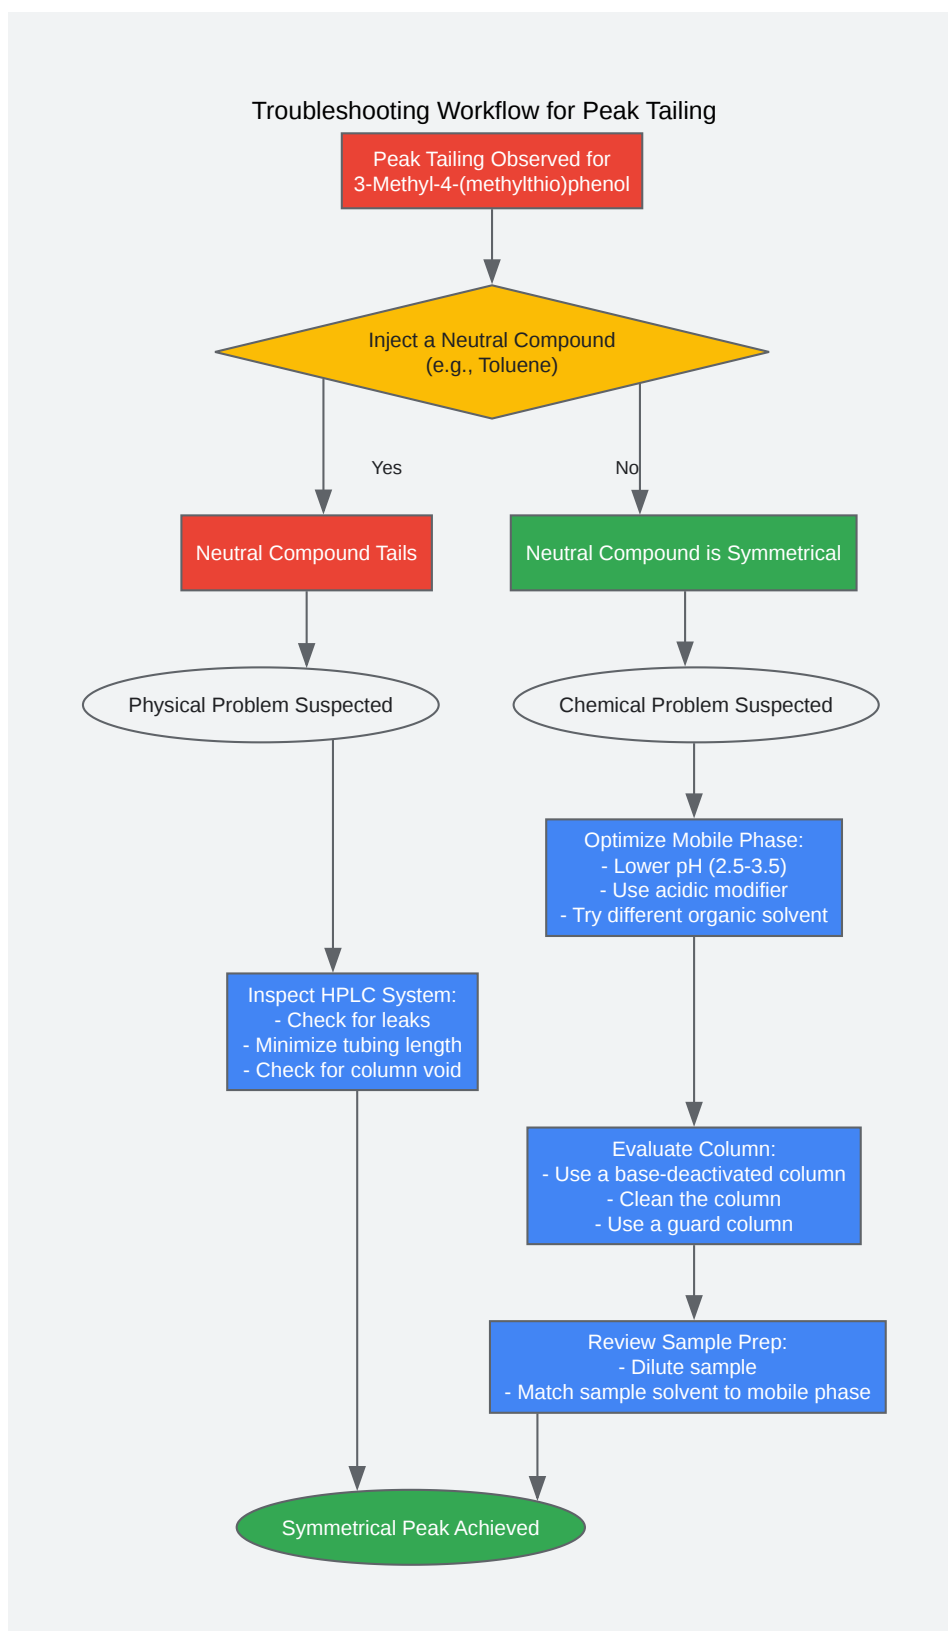 Troubleshooting Workflow for Peak Tailing
Peak Tailing Observed for
3-Methyl-4-(methylthio)phenol
Inject a Neutral Compound
(e.g., Toluene)
Yes
No
Neutral Compound Tails
Neutral Compound is Symmetrical
Physical Problem Suspected
Chemical Problem Suspected
Optimize Mobile Phase:
- Lower pH (2.5-3.5)
- Use acidic modifier
- Try different organic solvent
Inspect HPLC System:
- Check for leaks
- Minimize tubing length
- Check for column void
Evaluate Column:
- Use a base-deactivated column
- Clean the column
- Use a guard column
Review Sample Prep:
- Dilute sample
- Match sample solvent to mobile phase
Symmetrical Peak Achieved